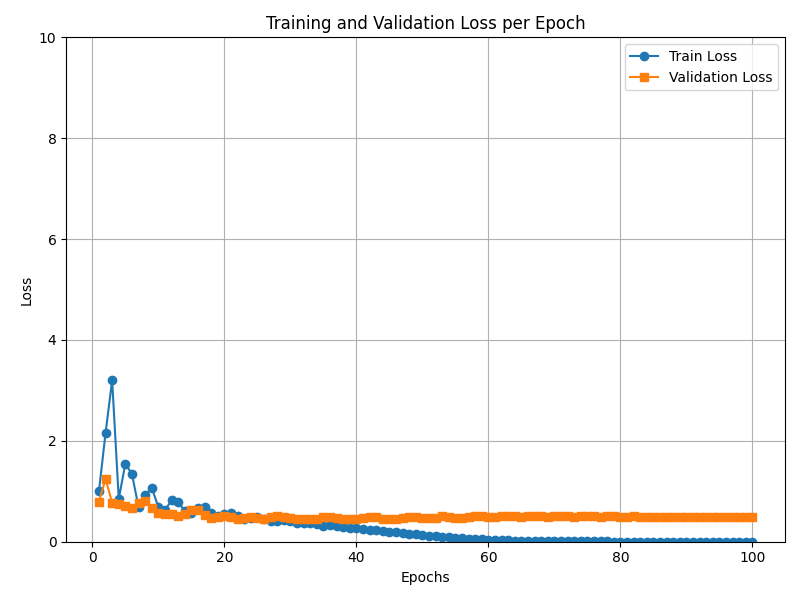 Training and Validation Loss per Epoch
10
8
6
4
2
0
Loss
Train Loss
Validation Loss
0 20 40 60 80 100
Epochs